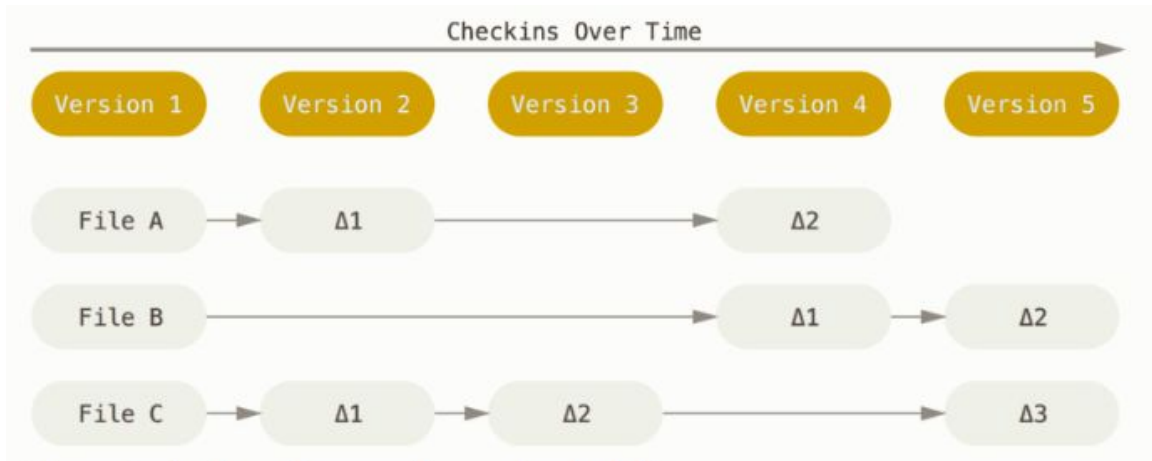 Checkins Over Time
Version 1 Version 2 Version 3 Version 4 Version 5
File A Δ1 Δ2
File B Δ1 Δ2
File C Δ1 Δ2 Δ3